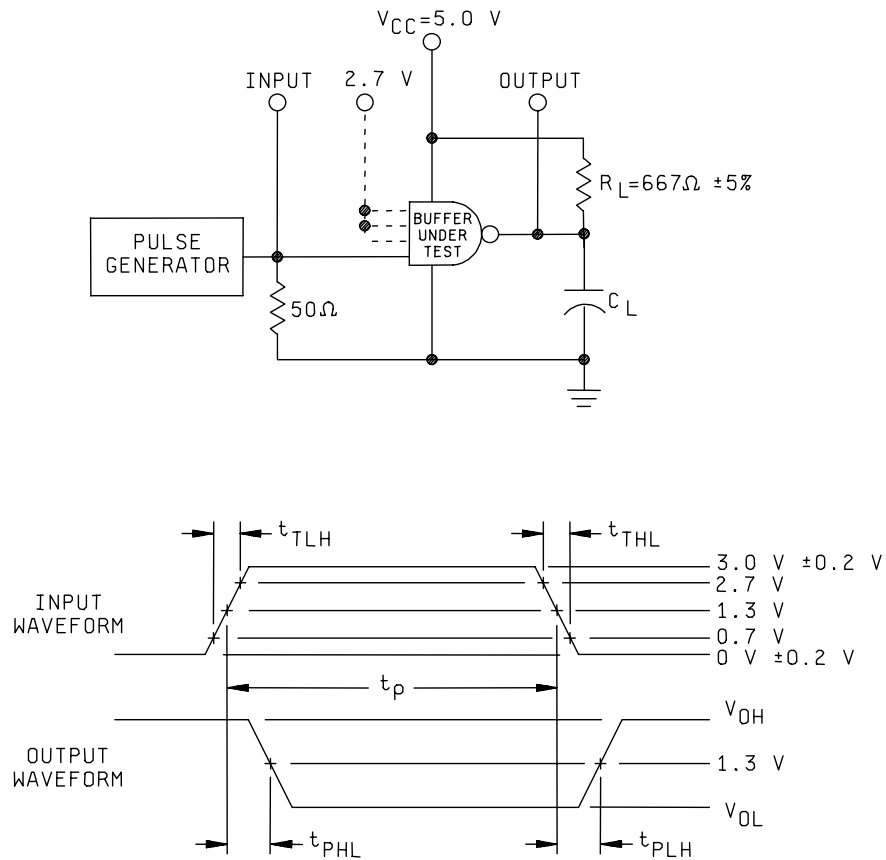 V_CC=5.0 V
INPUT
2.7 V
OUTPUT
R_L=667Ω ±5%
BUFFER
UNDER
TEST
PULSE
GENERATOR
50Ω
C_L
t_TLH
t_THL
3.0 V ±0.2 V
2.7 V
INPUT
WAVEFORM
1.3 V
0.7 V
0 V ±0.2 V
t_p
V_OH
OUTPUT
WAVEFORM
1.3 V
V_OL
t_PHL
t_PLH